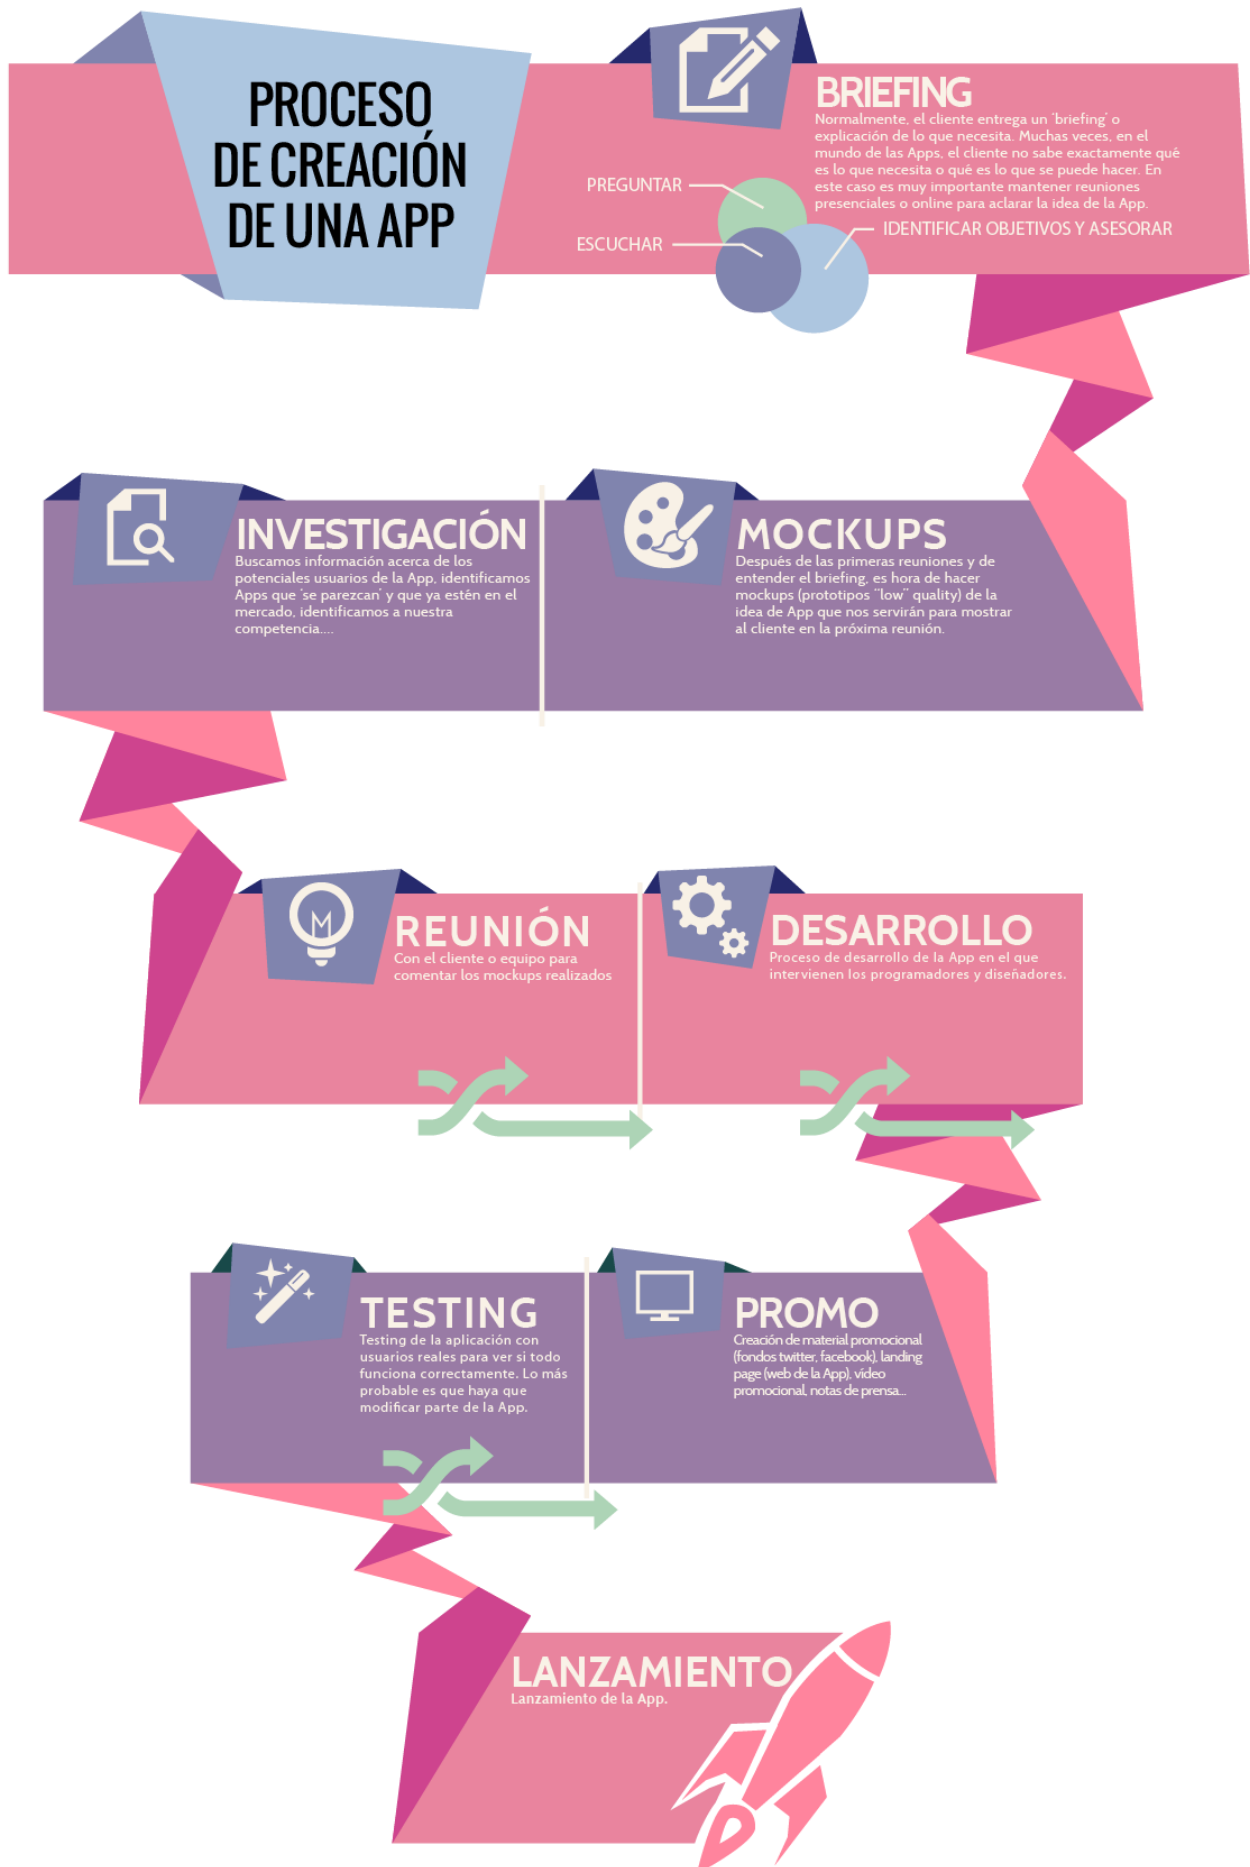 PROCESO
DE CREACIÓN
DE UNA APP
BRIEFING
Normalmente, el cliente entrega un 'briefing' o
explicación de lo que necesita. Muchas veces, en el
mundo de las Apps, el cliente no sabe exactamente qué
es lo que necesita o qué es lo que se puede hacer. En
este caso es muy importante mantener reuniones
presenciales o online para aclarar la idea de la App.
PREGUNTAR
ESCUCHAR
IDENTIFICAR OBJETIVOS Y ASESORAR
INVESTIGACIÓN
Buscamos información acerca de los
potenciales usuarios de la App, identificamos
Apps que 'se parezcan' y que ya estén en el
mercado, identificamos a nuestra
competencia....
MOCKUPS
Después de las primeras reuniones y de
entender el briefing, es hora de hacer
mockups (prototipos "low" quality) de la
idea de App que nos servirán para mostrar
al cliente en la próxima reunión.
REUNIÓN
Con el cliente o equipo para
comentar los mockups realizados
DESARROLLO
Proceso de desarrollo de la App en el que
intervienen los programadores y diseñadores.
TESTING
Testing de la aplicación con
usuarios reales para ver si todo
funciona correctamente. Lo más
probable es que haya que
modificar parte de la App.
PROMO
Creación de material promocional
(fondos twitter, facebook), landing
page (web de la App), vídeo
promocional, notas de prensa...
LANZAMIENTO
Lanzamiento de la App.